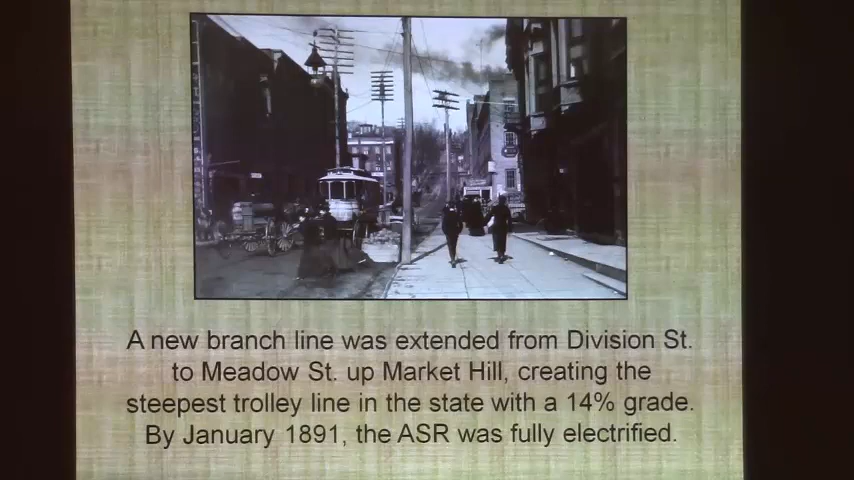 A new branch line was extended from Division St.
to Meadow St. up Market Hill, creating the
steepest trolley line in the state with a 14% grade.
By January 1891, the ASR was fully electrified.